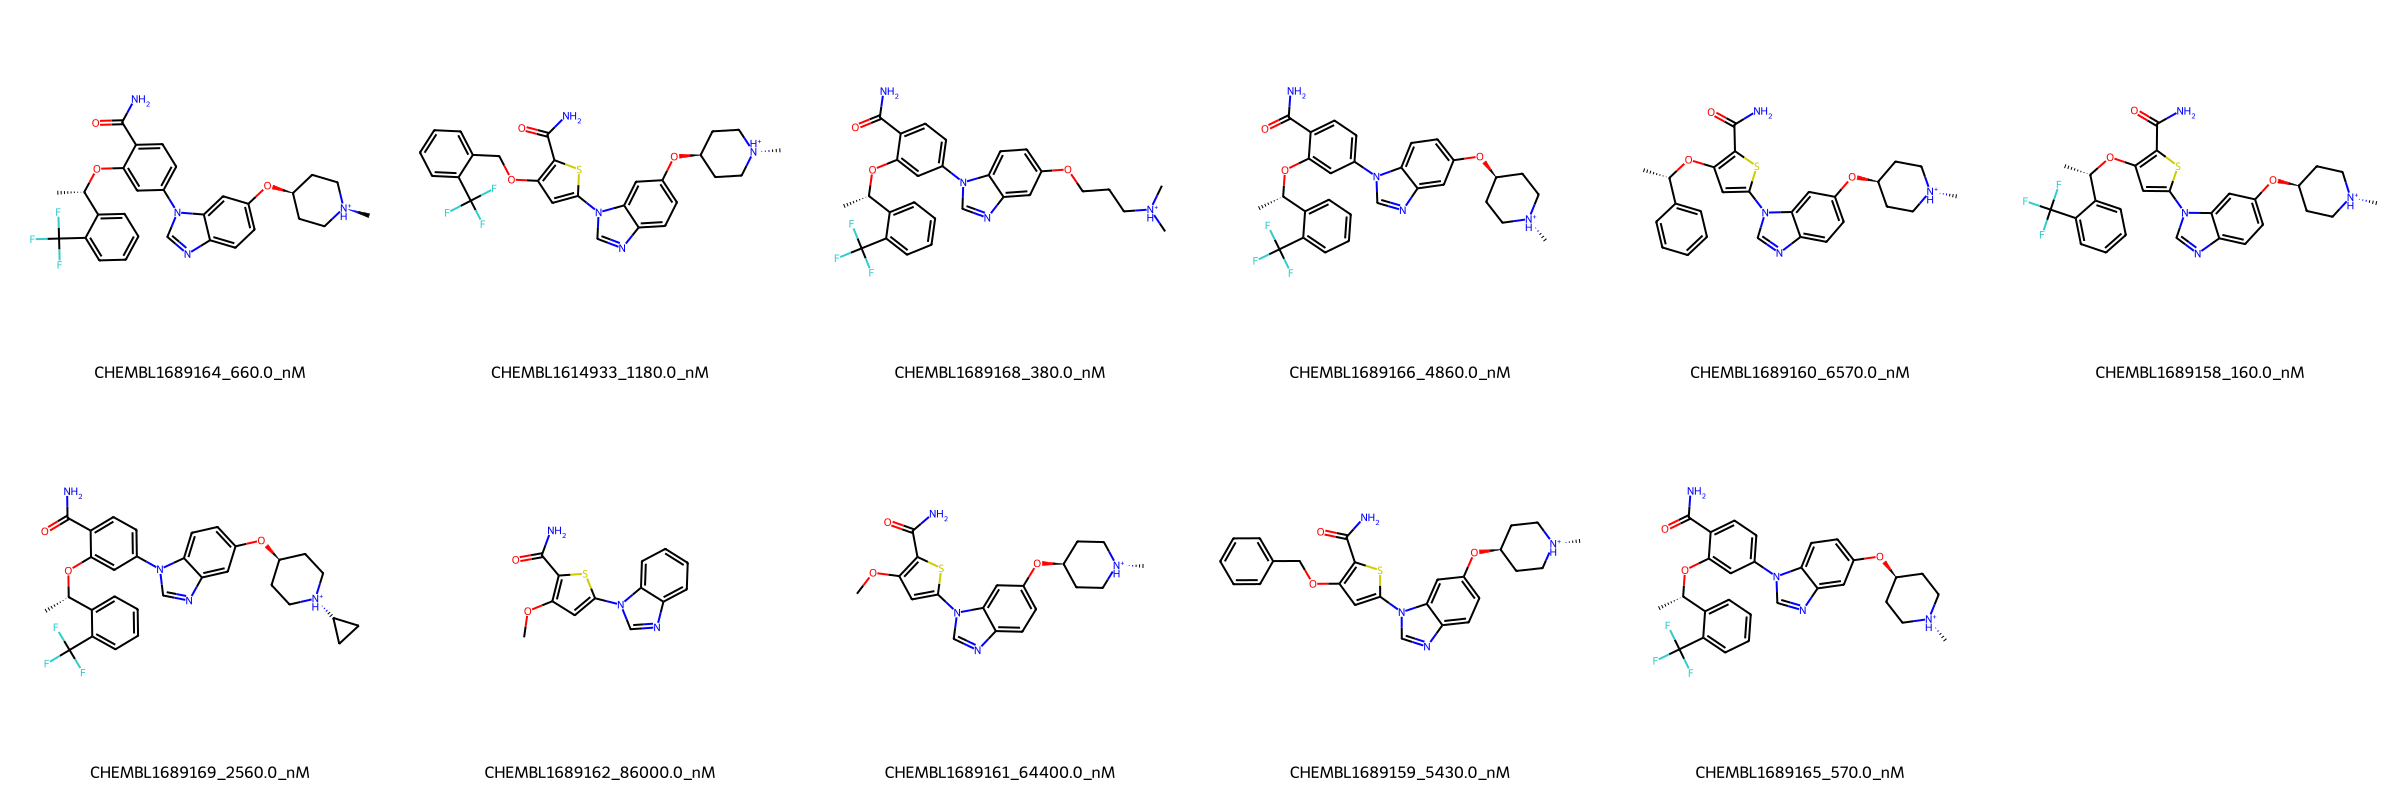 CHEMBL1689164_660.0_nM
CHEMBL1614933_1180.0_nM
CHEMBL1689168_380.0_nM
CHEMBL1689166_4860.0_nM
CHEMBL1689160_6570.0_nM
CHEMBL1689158_160.0_nM
CHEMBL1689169_2560.0_nM
CHEMBL1689162_86000.0_nM
CHEMBL1689161_64400.0_nM
CHEMBL1689159_5430.0_nM
CHEMBL1689165_570.0_nM